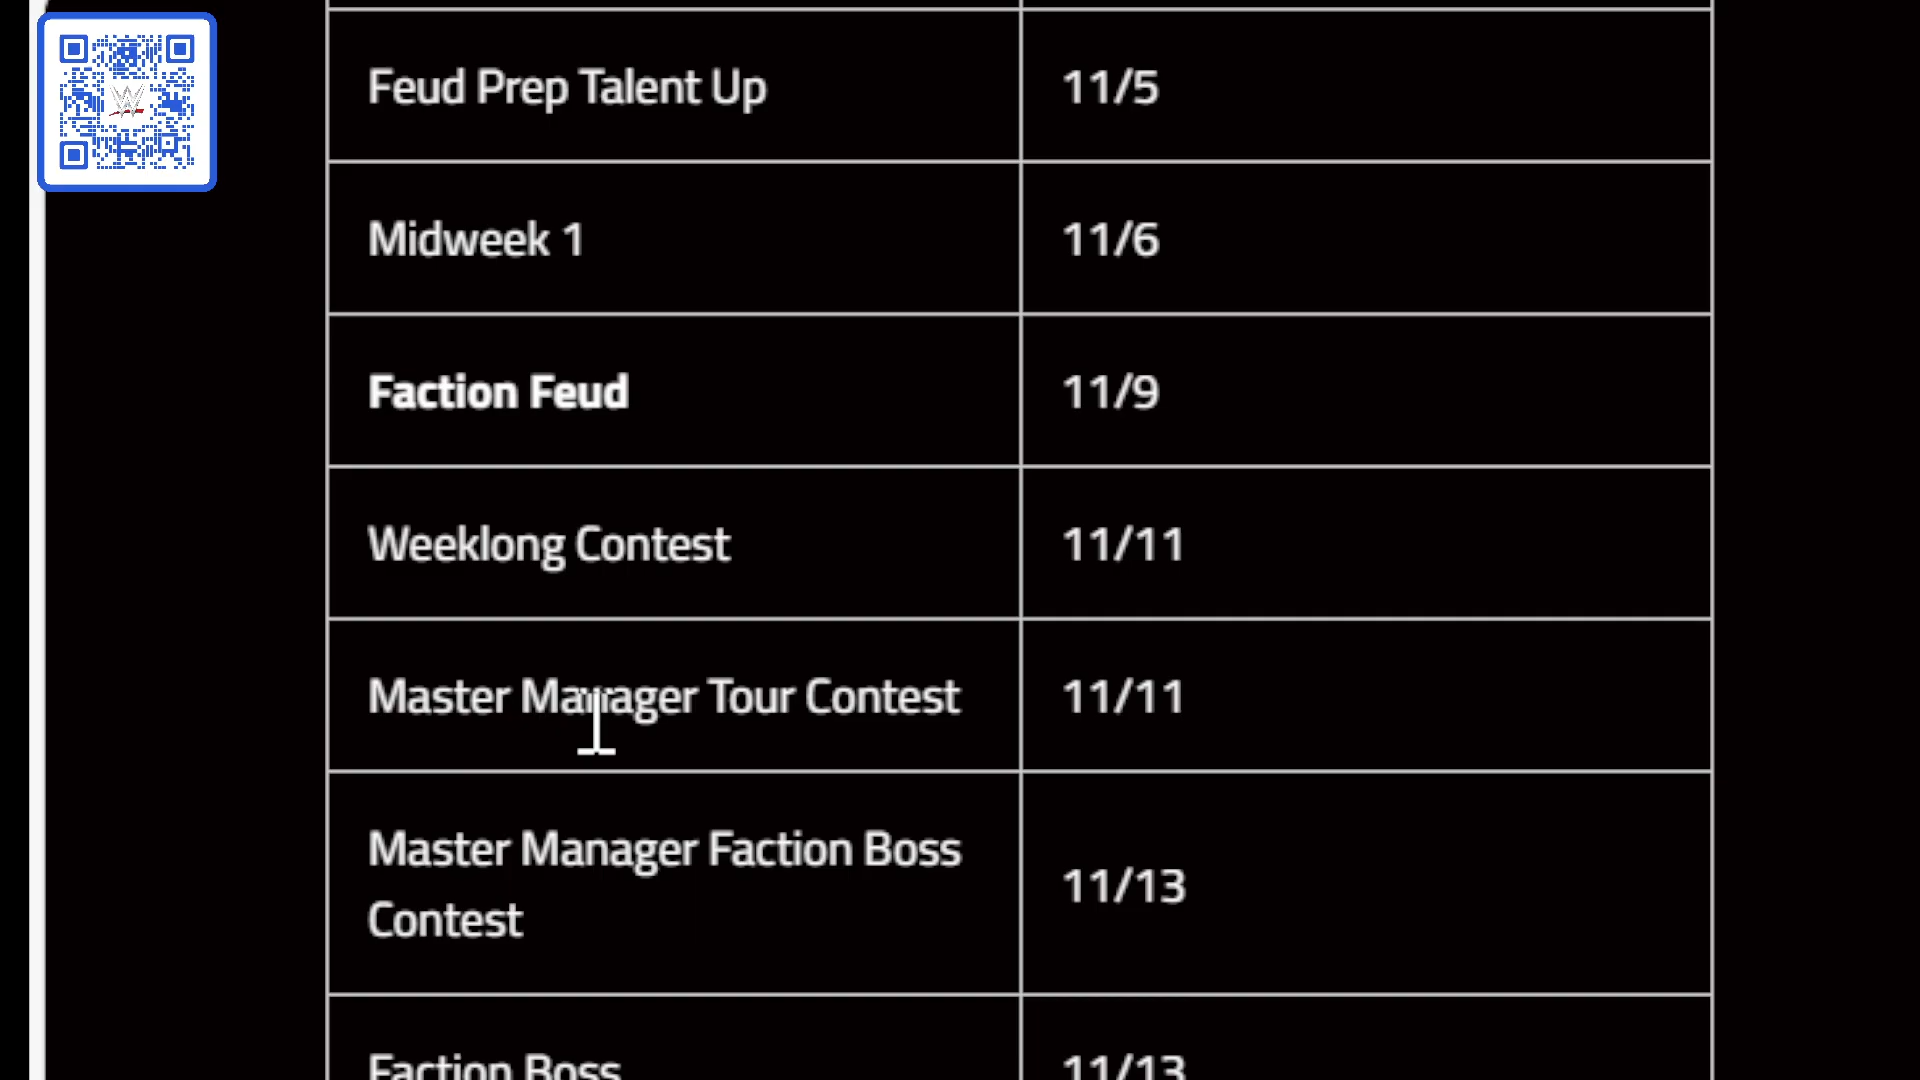 Feud Prep Talent Up 11/5
Midweek 1 11/6
Faction Feud 11/9
Weeklong Contest 11/11
Master Manager Tour Contest 11/11
Master Manager Faction Boss
Contest 11/13
Faction Boss 11/13